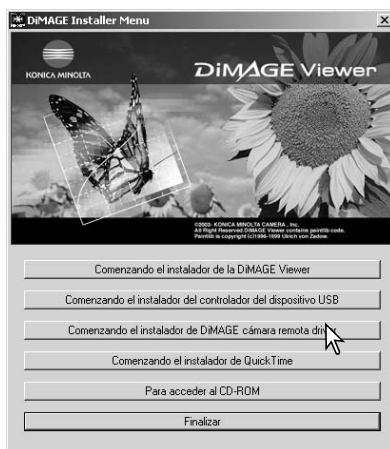 DiMAGE Installer Menu
KONICA MINOLTA
DiMAGE Viewer
©2003- KONICA MINOLTA CAMERA , Inc.
All Right Reserved.DiMAGE Viewer contains paintlib code.
Paintlib is copyright (c)1996-1999 Ulrich von Zadow.
Comenzando el instalador de la DiMAGE Viewer
Comenzando el instalador del controlador del dispositivo USB
Comenzando el instalador de DiMAGE cámara remota
Comenzando el instalador de QuickTime
Para acceder al CD-ROM
Finalizar